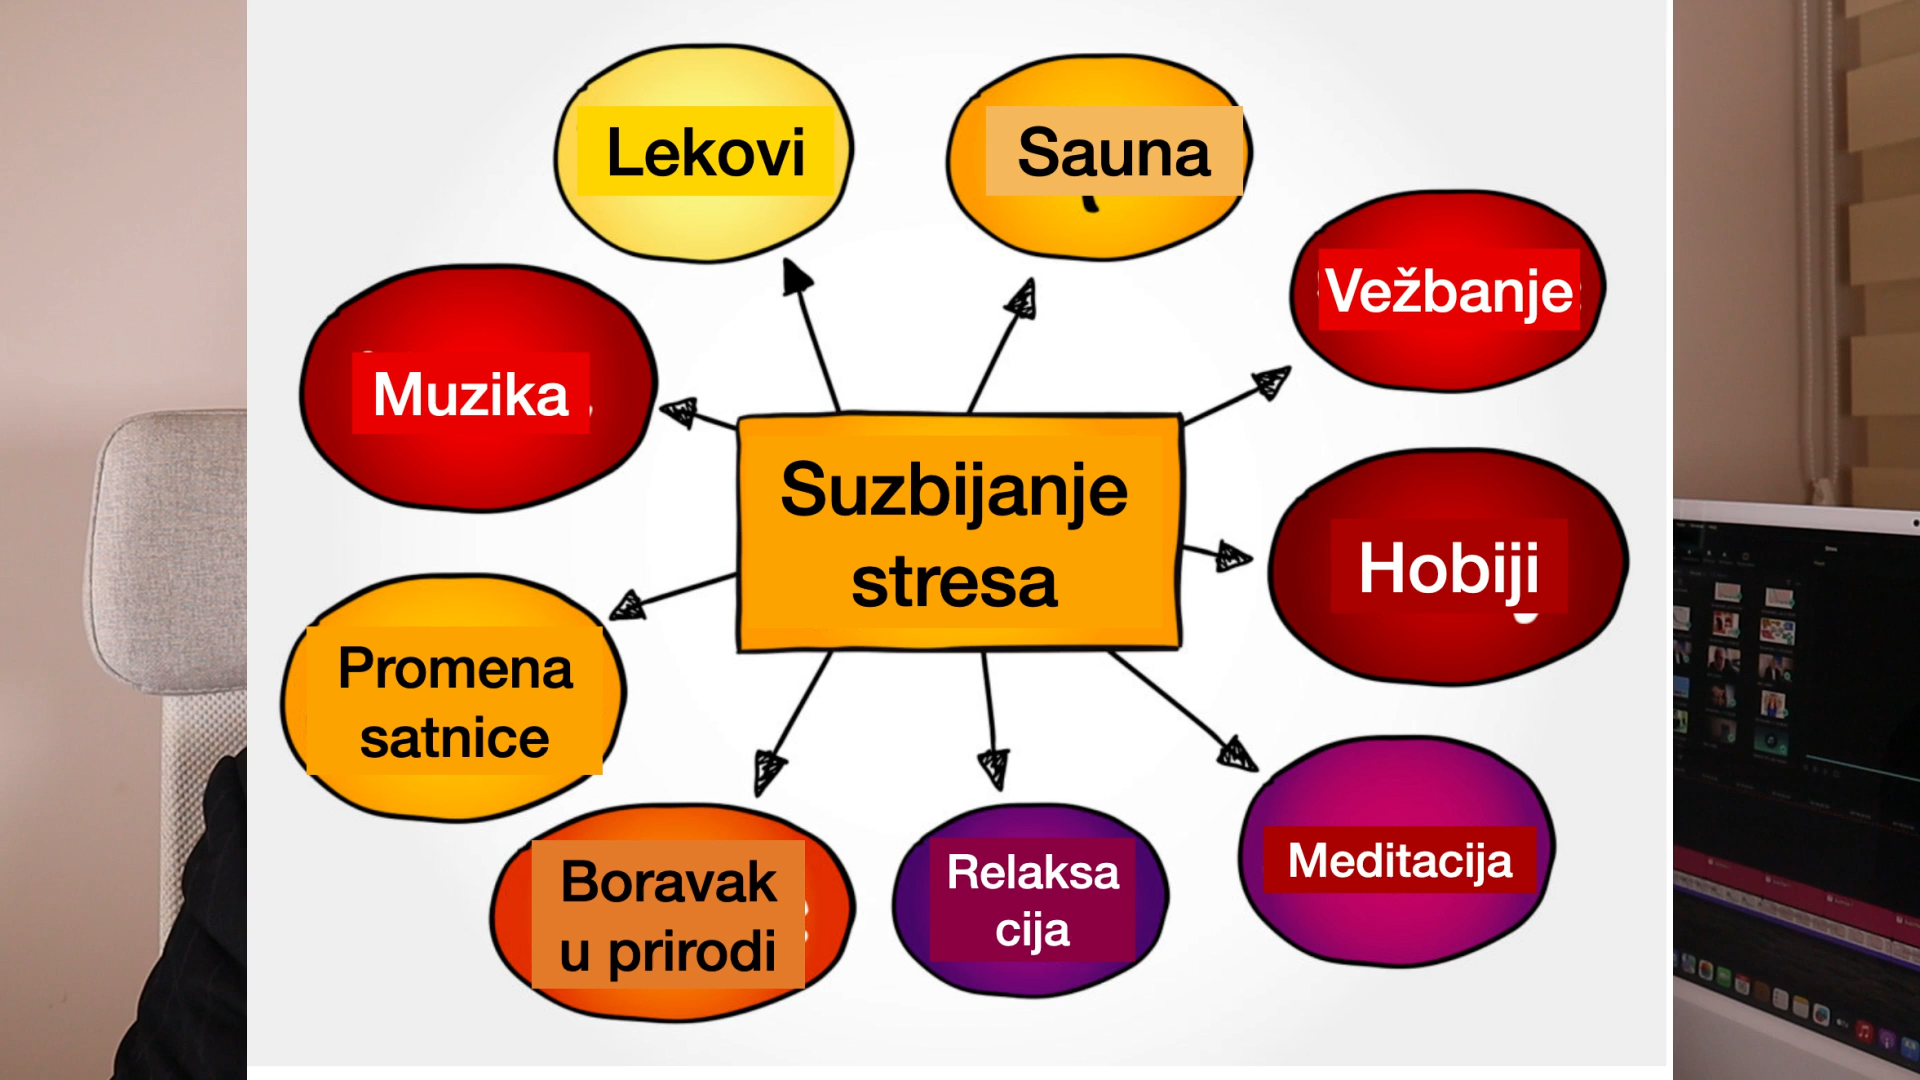 Lekovi
Sauna
Vežbanje
Muzika
Suzbijanje
stresa
Hobiji
Promena
satnice
Boravak
u prirodi
Relaksa
cija
Meditacija